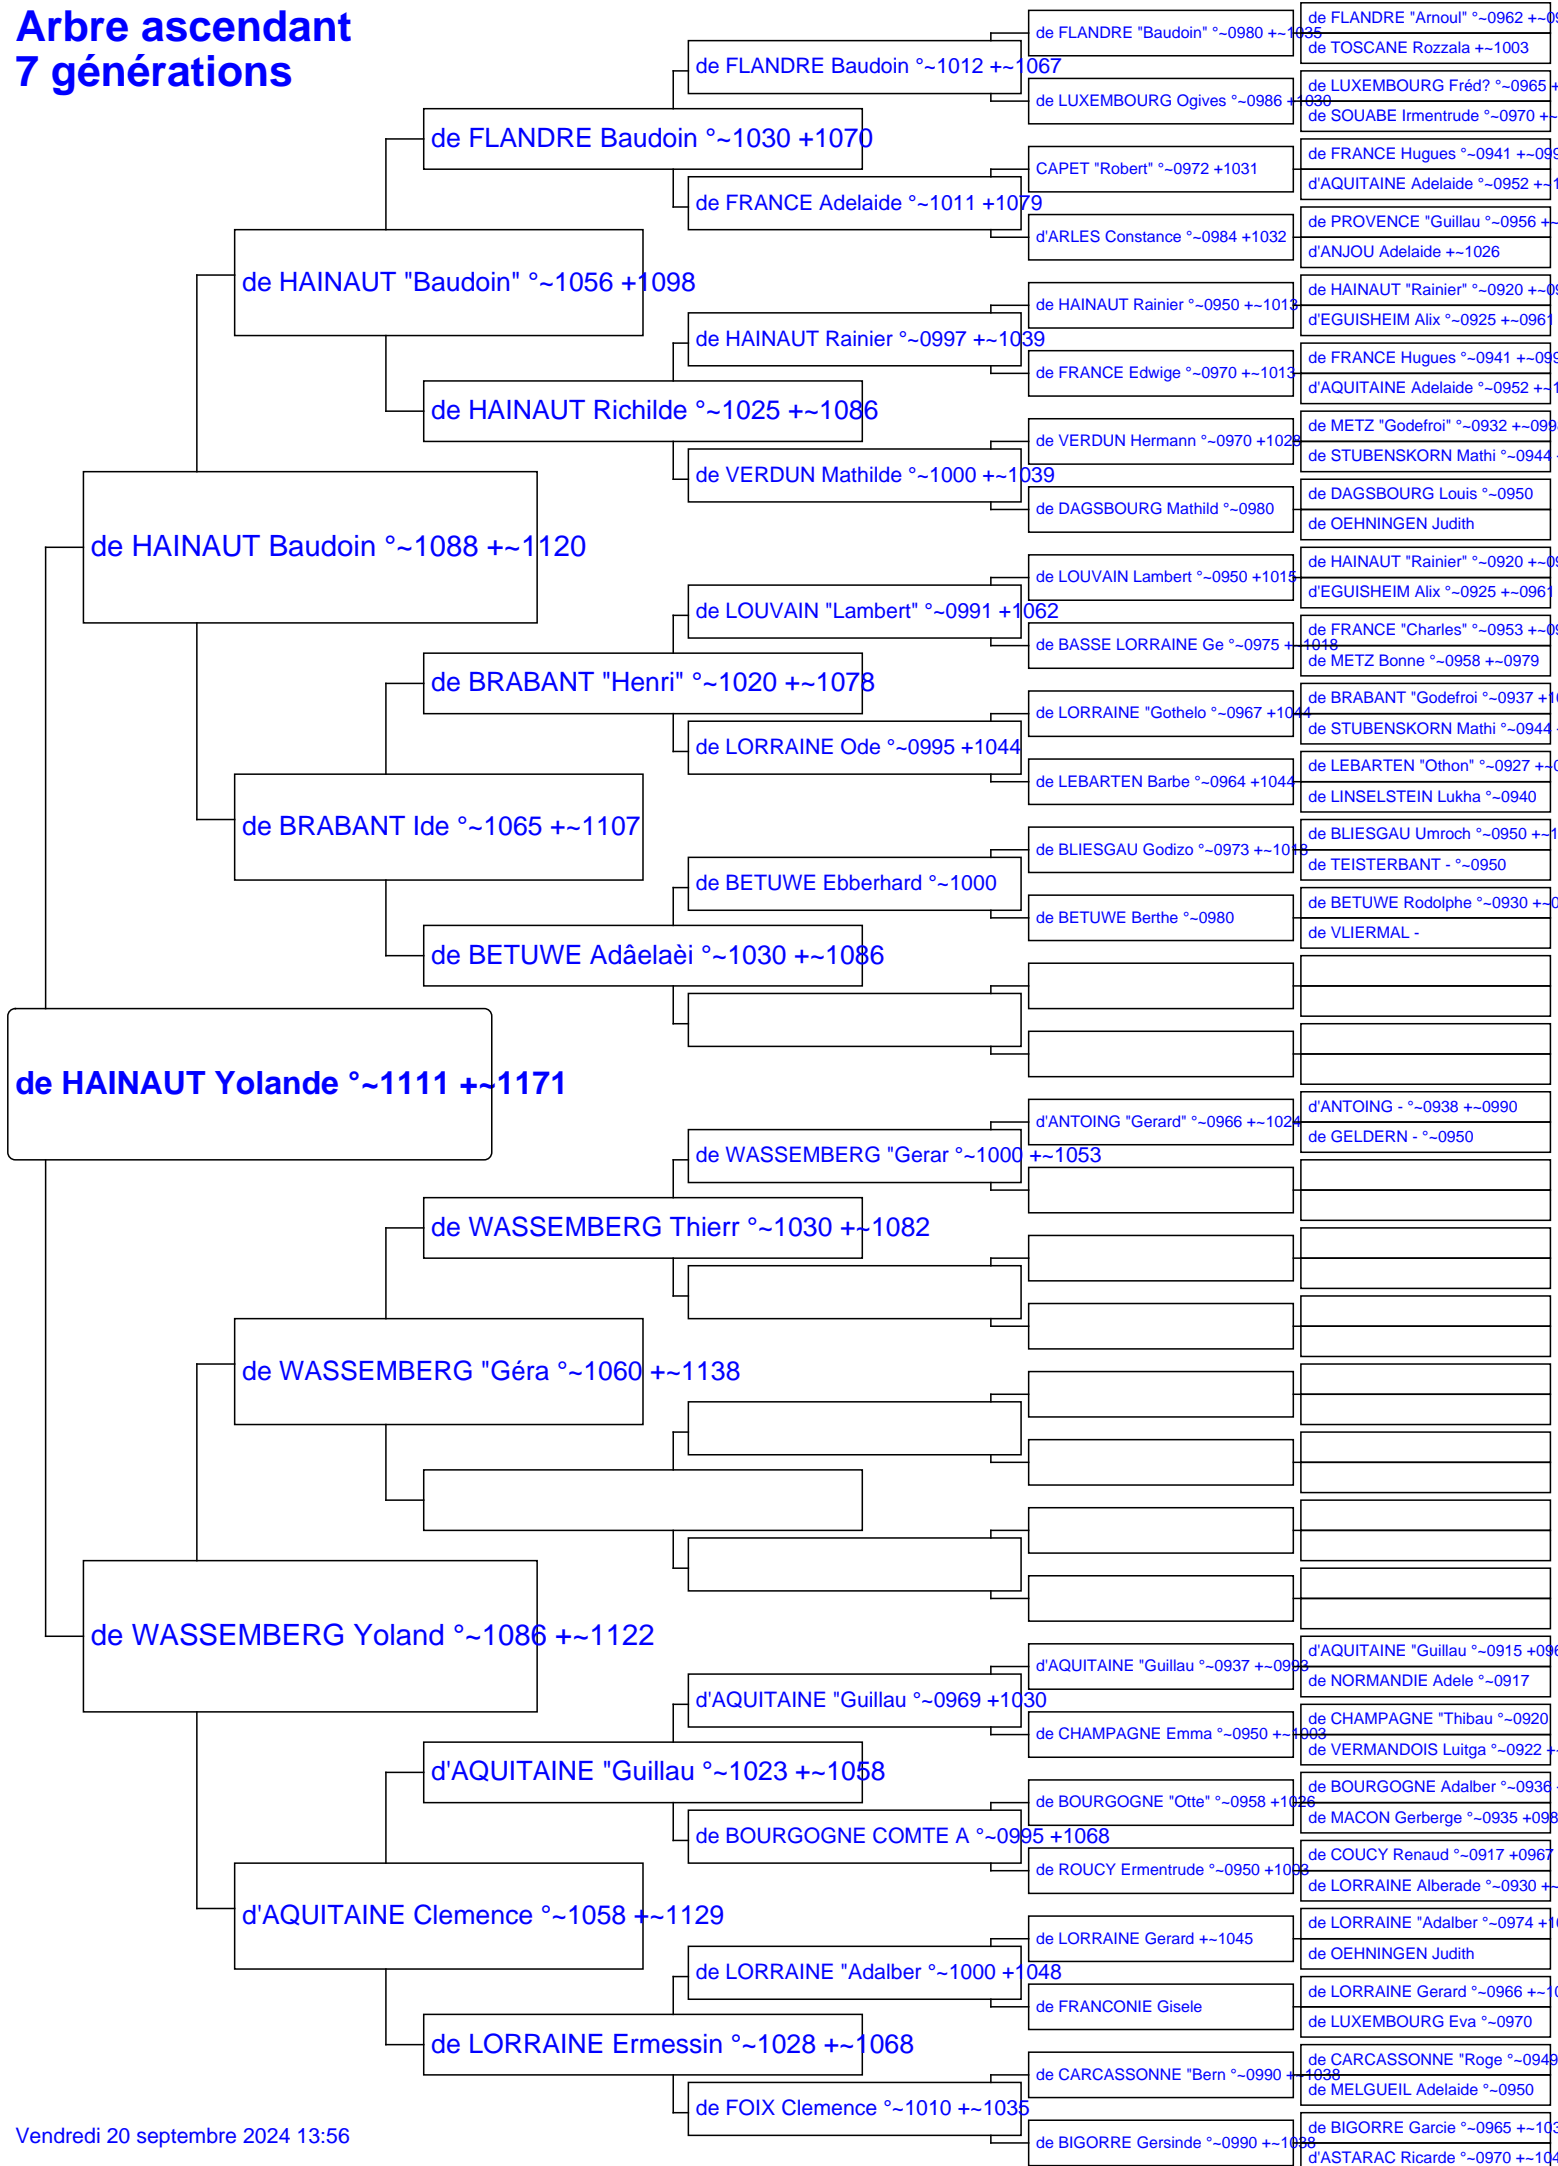 Arbre ascendant
7 générations
de FLANDRE "Arnoul" °~0962
de FLANDRE "Baudoin" °~0980 +~1035
de TOSCANE Rozzala +~1003
de FLANDRE Baudoin °~1012 +~1067
de LUXEMBOURG Fréd? °~0965
de LUXEMBOURG Ogives °~0986 +1030
de SOUABE Irmentrude °~0970
de FLANDRE Baudoin °~1030 +1070
de FRANCE Hugues °~0941
CAPET "Robert" °~0972 +1031
d'AQUITAINE Adelaide °~0952
de FRANCE Adelaide °~1011 +1079
de PROVENCE "Guillau °~0956
d'ARLES Constance °~0984 +1032
d'ANJOU Adelaide +~1026
de HAINAUT "Baudoin" °~1056 +1098
de HAINAUT "Rainier" °~0920
de HAINAUT Rainier °~0950 +~1013
d'EGUISHEIM Alix °~0925 +~0961
de HAINAUT Rainier °~0997 +~1039
de FRANCE Hugues °~0941
de FRANCE Edwige °~0970 +~1013
d'AQUITAINE Adelaide °~0952
de HAINAUT Richilde °~1025 +~1086
de METZ "Godefroi" °~0932
de VERDUN Hermann °~0970 +1028
de STUBENSKORN Mathi °~0944
de VERDUN Mathilde °~1000 +~1039
de DAGSBOURG Louis °~0950
de DAGSBOURG Mathild °~0980
de OEHNINGEN Judith
de HAINAUT Baudoin °~1088 +~1120
de HAINAUT "Rainier" °~0920
de LOUVAIN Lambert °~0950 +1015
d'EGUISHEIM Alix °~0925 +~0961
de LOUVAIN "Lambert" °~0991 +1062
de FRANCE "Charles" °~0953
de BASSE LORRAINE Ge °~0975 +~1018
de METZ Bonne °~0958 +~0979
de BRABANT "Henri" °~1020 +~1078
de BRABANT "Godefroi °~0937
de LORRAINE "Gothelo °~0967 +1044
de STUBENSKORN Mathi °~0944
de LORRAINE Ode °~0995 +1044
de LEBARTEN "Othon" °~0927
de LEBARTEN Barbe °~0964 +1044
de LINSELSTEIN Lukha °~0940
de BRABANT Ide °~1065 +~1107
de BLIESGAU Umroch °~0950
de BLIESGAU Godizo °~0973 +~1018
de TEISTERBANT - °~0950
de BETUWE Ebberhard °~1000
de BETUWE Rodolphe °~0930
de BETUWE Berthe °~0980
de VLIERMAL -
de BETUWE Adâelaèi °~1030 +~1086
de HAINAUT Yolande °~1111 +~1171
d'ANTOING - °~0938 +~0990
d'ANTOING "Gerard" °~0966 +~1024
de GELDERN - °~0950
de WASSEMBERG "Gerar °~1000 +~1053
de WASSEMBERG Thierr °~1030 +~1082
de WASSEMBERG "Géra °~1060 +~1138
de WASSEMBERG Yoland °~1086 +~1122
d'AQUITAINE "Guillau °~0915
d'AQUITAINE "Guillau °~0937 +~0993
de NORMANDIE Adele °~0917
d'AQUITAINE "Guillau °~0969 +1030
de CHAMPAGNE "Thibau °~0920
de CHAMPAGNE Emma °~0950 +~1003
de VERMANDOIS Luitga °~0922
d'AQUITAINE "Guillau °~1023 +~1058
de BOURGOGNE Adalber °~0936
de BOURGOGNE "Otte" °~0958 +1026
de MACON Gerberge °~0935
de BOURGOGNE COMTE A °~0995 +1068
de COUCY Renaud °~0917 +0967
de ROUCY Ermentrude °~0950 +1003
de LORRAINE Alberade °~0930
d'AQUITAINE Clemence °~1058 +~1129
de LORRAINE "Adalber °~0974
de LORRAINE Gerard +~1045
de OEHNINGEN Judith
de LORRAINE "Adalber °~1000 +1048
de LORRAINE Gerard °~0966
de FRANCONIE Gisele
de LUXEMBOURG Eva °~0970
de LORRAINE Ermessin °~1028 +~1068
de CARCASSONNE "Roge °~0949
de CARCASSONNE "Bern °~0990 +~1038
de MELGUEIL Adelaide °~0950
de FOIX Clemence °~1010 +~1035
de BIGORRE Garcie °~0965
de BIGORRE Gersinde °~0990 +~1038
d'ASTARAC Ricarde °~0970
Vendredi 20 septembre 2024 13:56